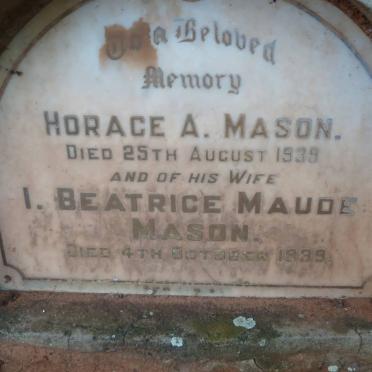 To a Beloved
Memory
HORACE A. MASON.
DIED 25TH AUGUST 1939
AND OF HIS WIFE
I. BEATRICE MAUDE
MASON.
DIED 4TH OCTOBER 1939.